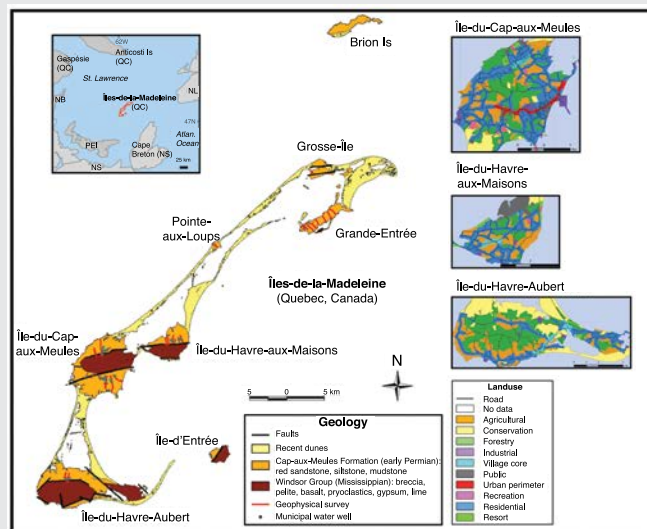 Brion Is
62W
Anticosti Is
(QC)
Gaspésie
(QC)
St. Lawrence
Îles-de-la-Madeleine
(QC)
NB
NL
47N
PEI
Cape
Breton (NS)
Atlan.
Ocean
NS
25 km
Grosse-Île
Pointe-
aux-Loups
Grande-Entrée
Îles-de-la-Madeleine
(Quebec, Canada)
Île-du-Cap-
aux-Meules
Île-du-Havre-aux-Maisons
N
5 0 5 km
Île-d'Entrée
Île-du-Havre-Aubert
Geology
Faults
Recent dunes
Cap-aux-Meules Formation (early Permian):
red sandstone, siltstone, mudstone
Windsor Group (Mississippian): breccia,
pelite, basalt, pryoclastics, gypsum, lime
Geophysical survey
Municipal water well
Île-du-Cap-aux-Meules
Île-du-Havre-
aux-Maisons
Île-du-Havre-Aubert
Landuse
Road
No data
Agricultural
Conservation
Forestry
Industrial
Village core
Public
Urban perimeter
Recreation
Residential
Resort